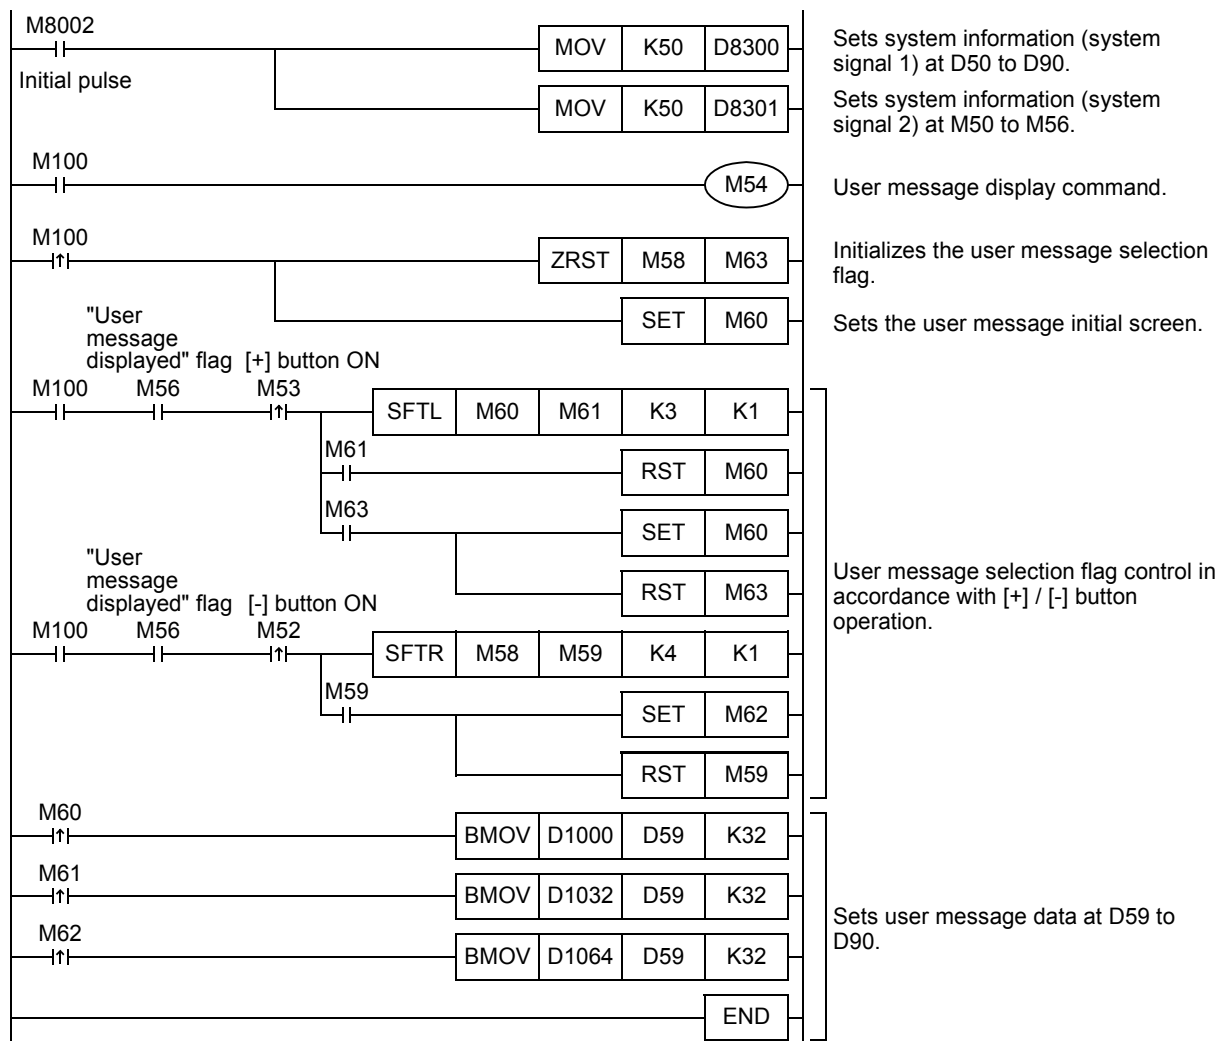 M8002
MOV K50 D8300
Sets system information (system
signal 1) at D50 to D90.
Initial pulse
MOV K50 D8301
Sets system information (system
signal 2) at M50 to M56.
M100
M54
User message display command.
M100
ZRST M58 M63
Initializes the user message selection
flag.
SET M60
Sets the user message initial screen.
"User
message
displayed" flag [+] button ON
M100 M56 M53
SFTL M60 M61 K3 K1
M61
RST M60
M63
SET M60
RST M63
"User
message
displayed" flag [-] button ON
M100 M56 M52
SFTR M58 M59 K4 K1
M59
SET M62
RST M59
User message selection flag control in
accordance with [+] / [-] button
operation.
M60
BMOV D1000 D59 K32
M61
BMOV D1032 D59 K32
M62
BMOV D1064 D59 K32
Sets user message data at D59 to
D90.
END